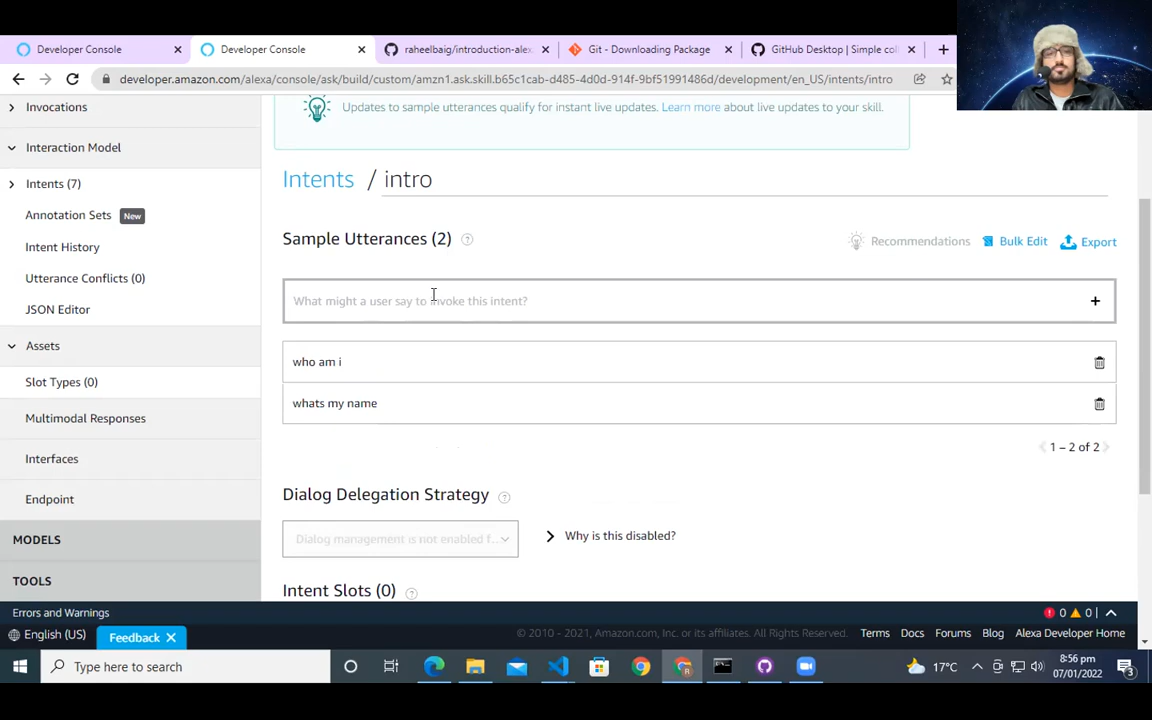 Developer Console
Developer Console
raheelbaig/introduction-alex
Git - Downloading Package
GitHub Desktop | Simple col
developer.amazon.com/alexa/console/ask/build/custom/amzn1.ask.skill.b65c1cab-d485-4d0d-914f-9bf51991486d/development/en_US/intents/intro
Invocations
Interaction Model
Intents (7)
Annotation Sets New
Intent History
Utterance Conflicts (0)
JSON Editor
Assets
Slot Types (0)
Multimodal Responses
Interfaces
Endpoint
MODELS
TOOLS
Updates to sample utterances qualify for instant live updates. Learn more about live updates to your skill.
Intents / intro
Sample Utterances (2)
Recommendations
Bulk Edit
Export
What might a user say to invoke this intent?
who am i
whats my name
1 – 2 of 2
Dialog Delegation Strategy
Dialog management is not enabled f...
Why is this disabled?
Intent Slots (0)
Errors and Warnings
0 0
English (US)
Feedback
© 2010 - 2021, Amazon.com, Inc. or its affiliates. All Rights Reserved.
Terms Docs Forums Blog Alexa Developer Home
Type here to search
17°C
8:56 pm
07/01/2022
3